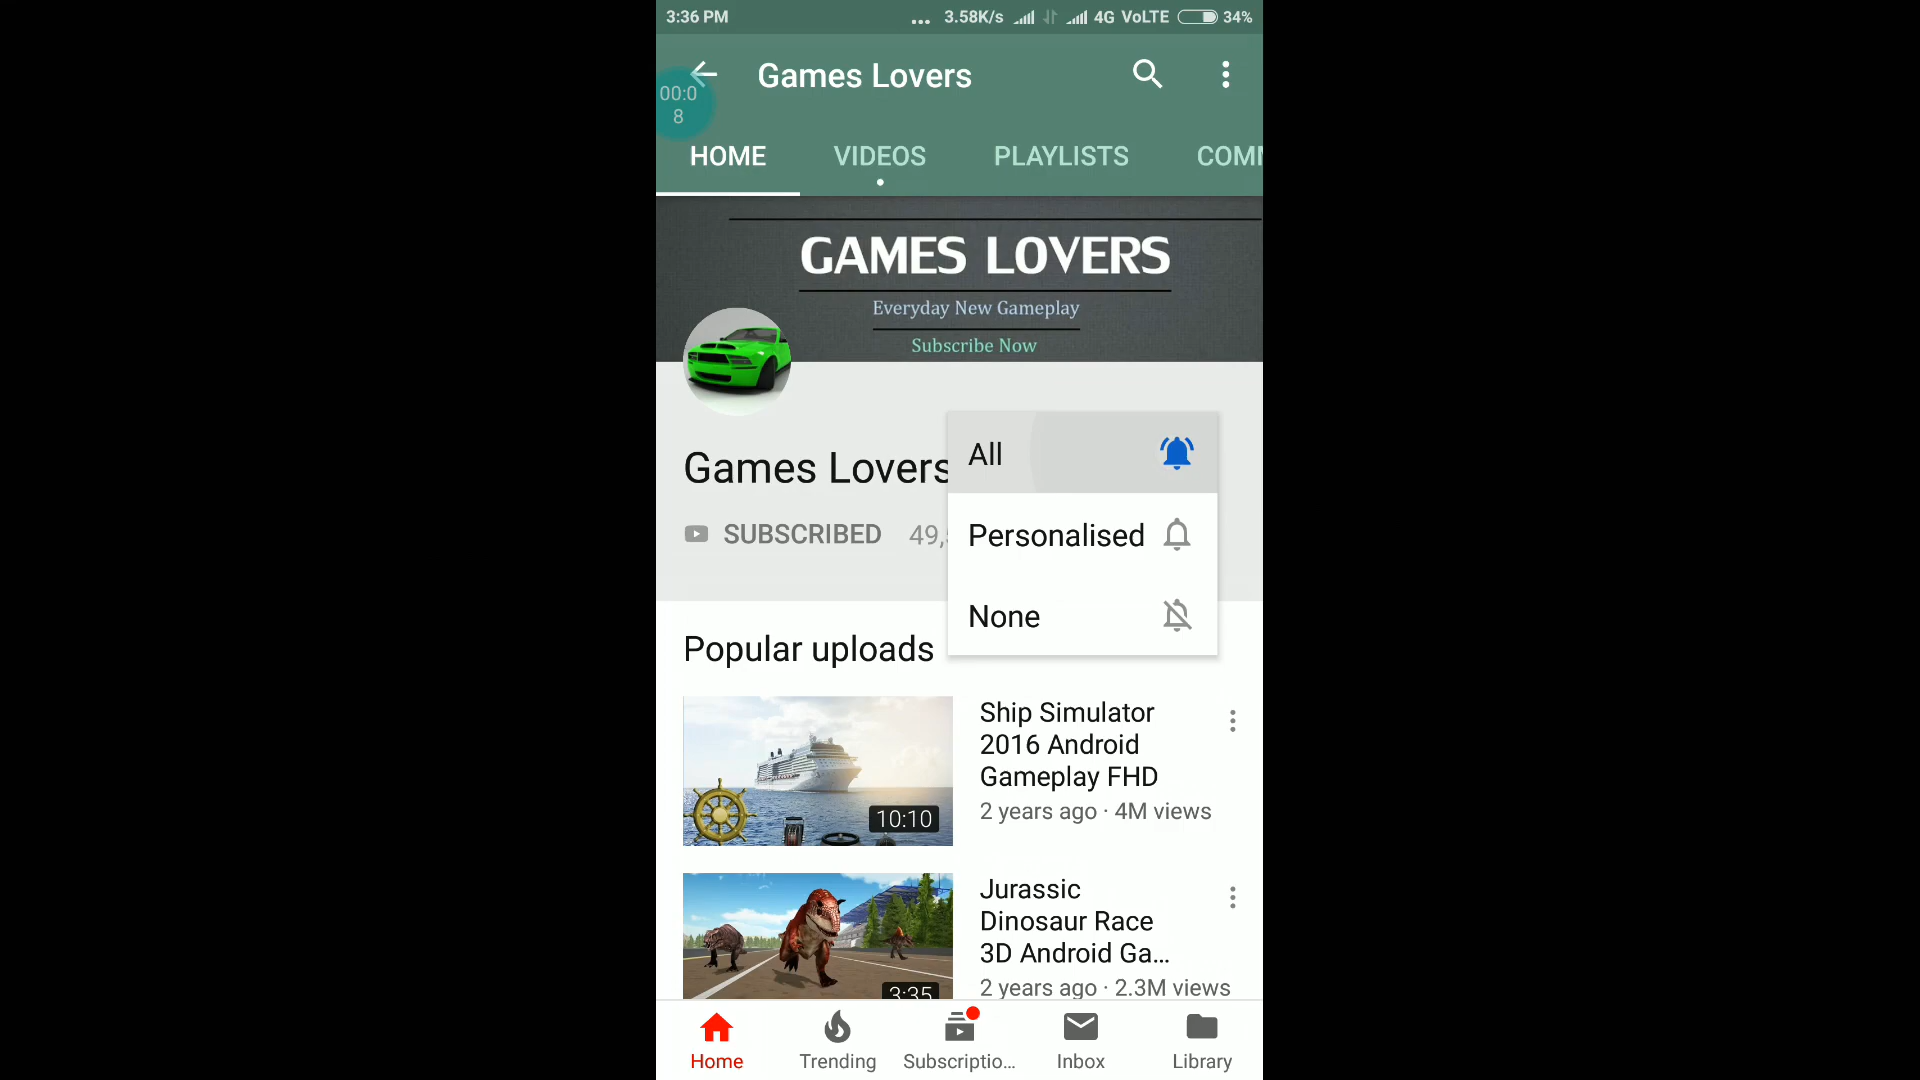 3:36 PM ... 3.58K/s 4G VoLTE 34%
Games Lovers
00:0
8
HOME VIDEOS PLAYLISTS COMM
GAMES LOVERS
Everyday New Gameplay
Subscribe Now
All
Games Lovers
SUBSCRIBED 49,
Personalised
None
Popular uploads
Ship Simulator
2016 Android
Gameplay FHD
2 years ago · 4M views
10:10
Jurassic
Dinosaur Race
3D Android Ga...
2 years ago · 2.3M views
3:35
Home Trending Subscriptio... Inbox Library